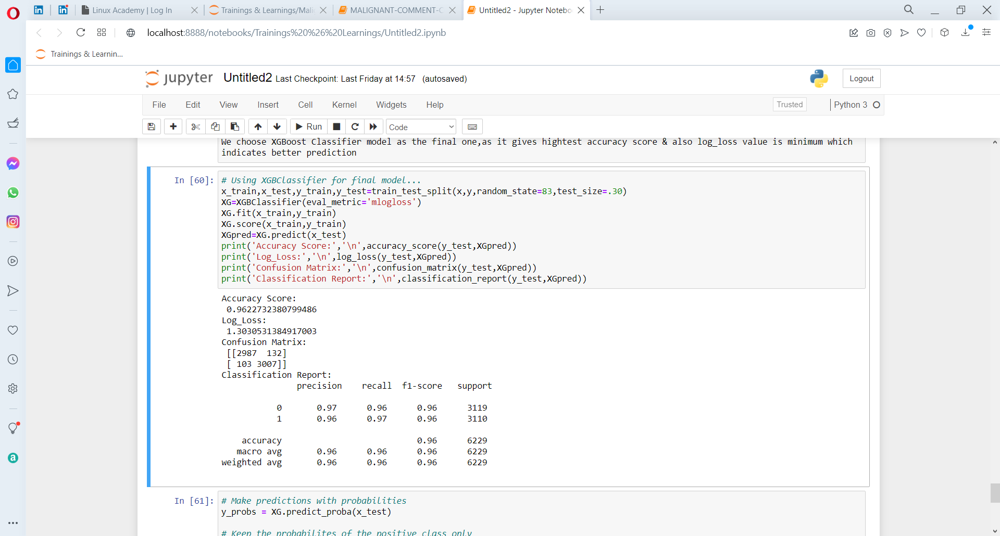 Linux Academy | Log In
Trainings & Learnings/Mali
MALIGNANT-COMMENT-C
Untitled2 - Jupyter Notebo
localhost:8888/notebooks/Trainings%20%26%20Learnings/Untitled2.ipynb
Trainings & Learnin...
jupyter Untitled2 Last Checkpoint: Last Friday at 14:57 (autosaved)
Logout
File Edit View Insert Cell Kernel Widgets Help
Trusted
Python 3
Run
Code
We choose XGBoost Classifier model as the final one,as it gives hightest accuracy score & also log_loss value is minimum which
indicates better prediction
In [60]:
# Using XGBClassifier for final model...
x_train,x_test,y_train,y_test=train_test_split(x,y,random_state=83,test_size=.30)
XG=XGBClassifier(eval_metric='mlogloss')
XG.fit(x_train,y_train)
XG.score(x_train,y_train)
XGpred=XG.predict(x_test)
print('Accuracy Score:','\n',accuracy_score(y_test,XGpred))
print('Log_Loss:','\n',log_loss(y_test,XGpred))
print('Confusion Matrix:','\n',confusion_matrix(y_test,XGpred))
print('Classification Report:','\n',classification_report(y_test,XGpred))
Accuracy Score:
0.9622732380799486
Log_Loss:
1.3030531384917003
Confusion Matrix:
[[2987  132]
[ 103 3007]]
Classification Report:
precision    recall  f1-score   support
0       0.97      0.96      0.96      3119
1       0.96      0.97      0.96      3110
accuracy                           0.96      6229
macro avg       0.96      0.96      0.96      6229
weighted avg       0.96      0.96      0.96      6229
In [61]:
# Make predictions with probabilities
y_probs = XG.predict_proba(x_test)
# Keep the probabilites of the positive class only